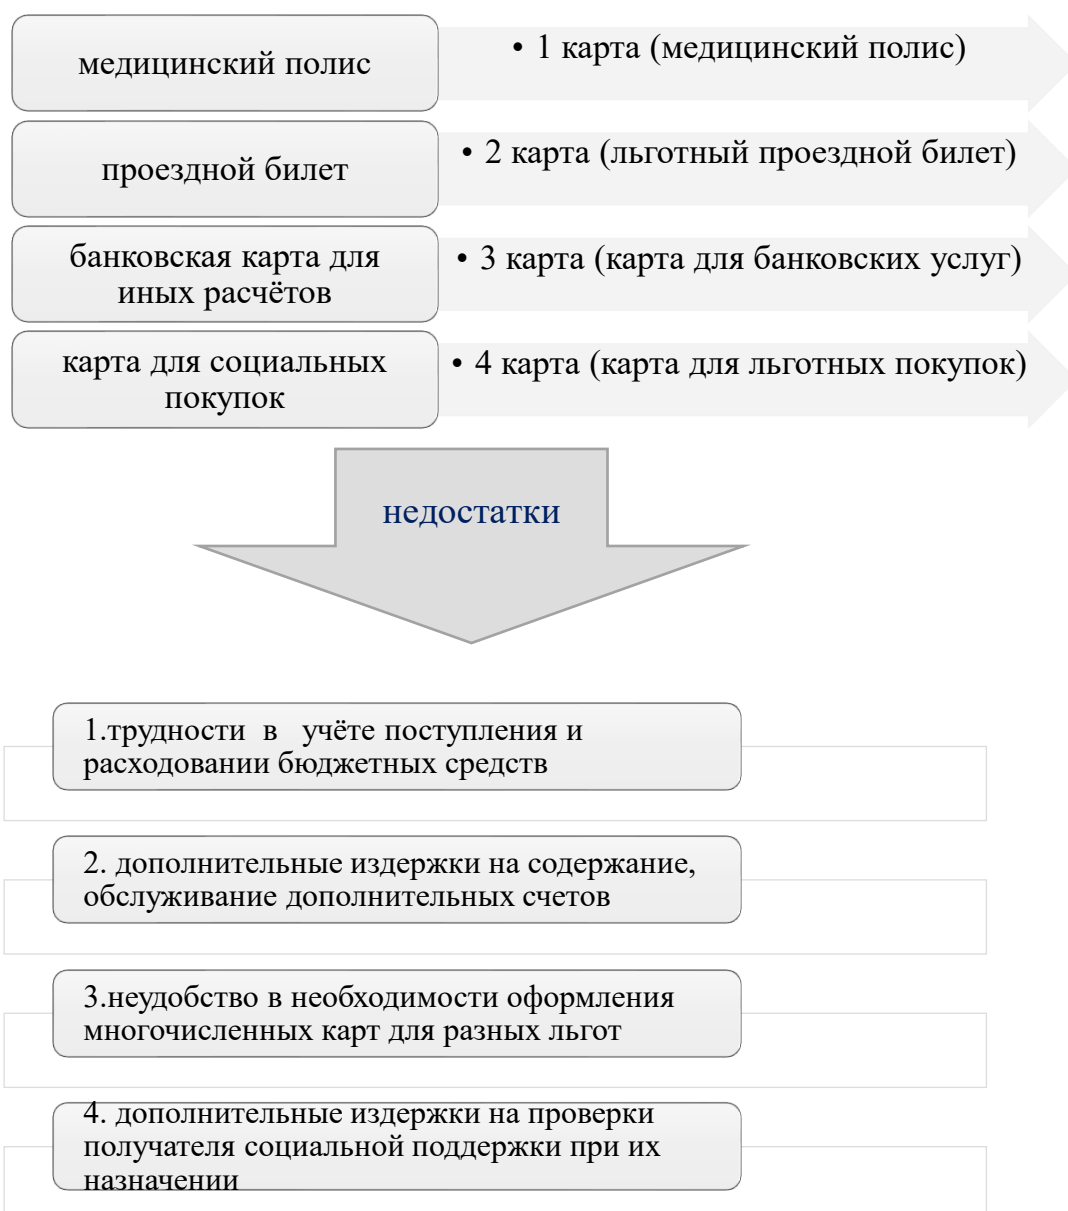 медицинский полис
• 1 карта (медицинский полис)
проездной билет
• 2 карта (льготный проездной билет)
банковская карта для
иных расчётов
• 3 карта (карта для банковских услуг)
карта для социальных
покупок
• 4 карта (карта для льготных покупок)
недостатки
1.трудности в учёте поступления и
расходовании бюджетных средств
2. дополнительные издержки на содержание,
обслуживание дополнительных счетов
3.неудобство в необходимости оформления
многочисленных карт для разных льгот
4. дополнительные издержки на проверки
получателя социальной поддержки при их
назначении